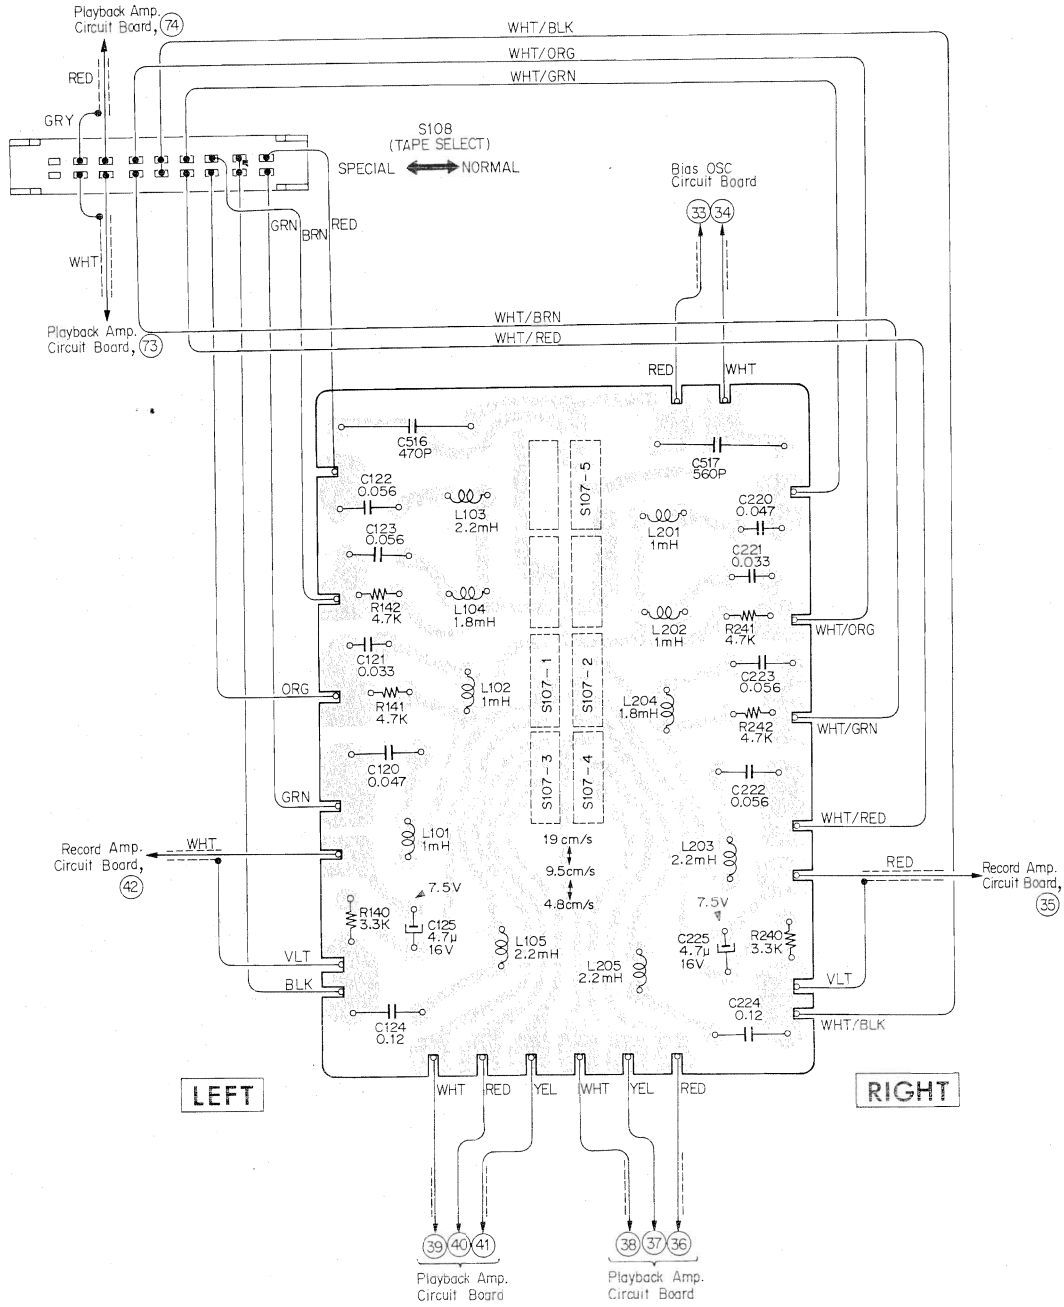 Playback Amp.
Circuit Board, 74
WHT/BLK
WHT/ORG
WHT/GRN
RED
GRY
S108
(TAPE SELECT)
SPECIAL NORMAL
Bias OSC
Circuit Board
33 34
GRN
BRN
RED
WHT
Playback Amp.
Circuit Board, 73
WHT/BRN
WHT/RED
RED
WHT
C516
470P
C517
560P
C122
0.056
L103
2.2mH
S107-5
L201
1mH
C220
0.047
C123
0.056
C221
0.033
R142
4.7K
L104
1.8mH
L202
1mH
R241
4.7K
WHT/ORG
C121
0.033
S107-1
S107-2
C223
0.056
ORG
R141
4.7K
L102
1mH
L204
1.8mH
R242
4.7K
WHT/GRN
C120
0.047
S107-3
S107-4
C222
0.056
GRN
L101
1mH
19cm/s
9.5cm/s
4.8cm/s
L203
2.2mH
WHT/RED
Record Amp.
Circuit Board,
42
WHT
RED
Record Amp.
Circuit Board,
35
7.5V
7.5V
R140
3.3K
C125
4.7μ
16V
L105
2.2mH
L205
2.2mH
C225
4.7μ
16V
R240
3.3K
VLT
VLT
BLK
C124
0.12
C224
0.12
WHT/BLK
LEFT
WHT
RED
YEL
WHT
YEL
RED
RIGHT
39 40 41
38 37 36
Playback Amp.
Circuit Board
Playback Amp.
Circuit Board